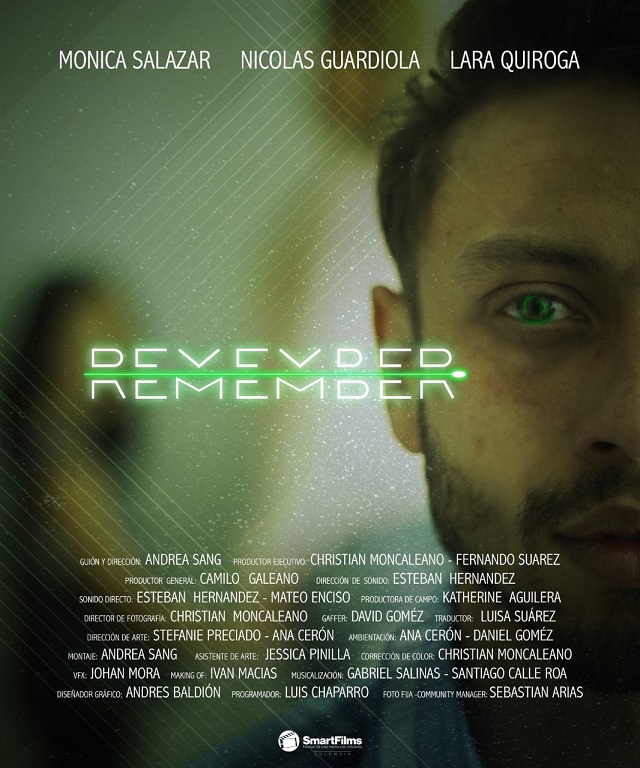 MONICA SALAZAR NICOLAS GUARDIOLA LARA QUIROGA
REMEMBER
GUIÓN Y DIRECCIÓN: ANDREA SANG PRODUCTOR EJECUTIVO: CHRISTIAN MONCALEANO - FERNANDO SUAREZ
PRODUCTOR GENERAL: CAMILO GALEANO DIRECCIÓN DE SONIDO: ESTEBAN HERNANDEZ
SONIDO DIRECTO: ESTEBAN HERNANDEZ - MATEO ENCISO PRODUCTORA DE CAMPO: KATHERINE AGUILERA
DIRECTOR DE FOTOGRAFÍA: CHRISTIAN MONCALEANO GAFFER: DAVID GOMÉZ TRADUCTOR: LUISA SUÁREZ
DIRECCIÓN DE ARTE: STEFANIE PRECIADO - ANA CERÓN AMBIENTACIÓN: ANA CERÓN - DANIEL GOMÉZ
MONTAJE: ANDREA SANG ASISTENTE DE ARTE: JESSICA PINILLA CORRECCIÓN DE COLOR: CHRISTIAN MONCALEANO
VFX: JOHAN MORA MAKING OF: IVAN MACIAS MUSICALIZACIÓN: GABRIEL SALINAS - SANTIAGO CALLE ROA
DISEÑADOR GRÁFICO: ANDRES BALDIÓN PROGRAMADOR: LUIS CHAPARRO FOTO FIJA -COMMUNITY MANAGER: SEBASTIAN ARIAS
SmartFilms
COLOMBIA